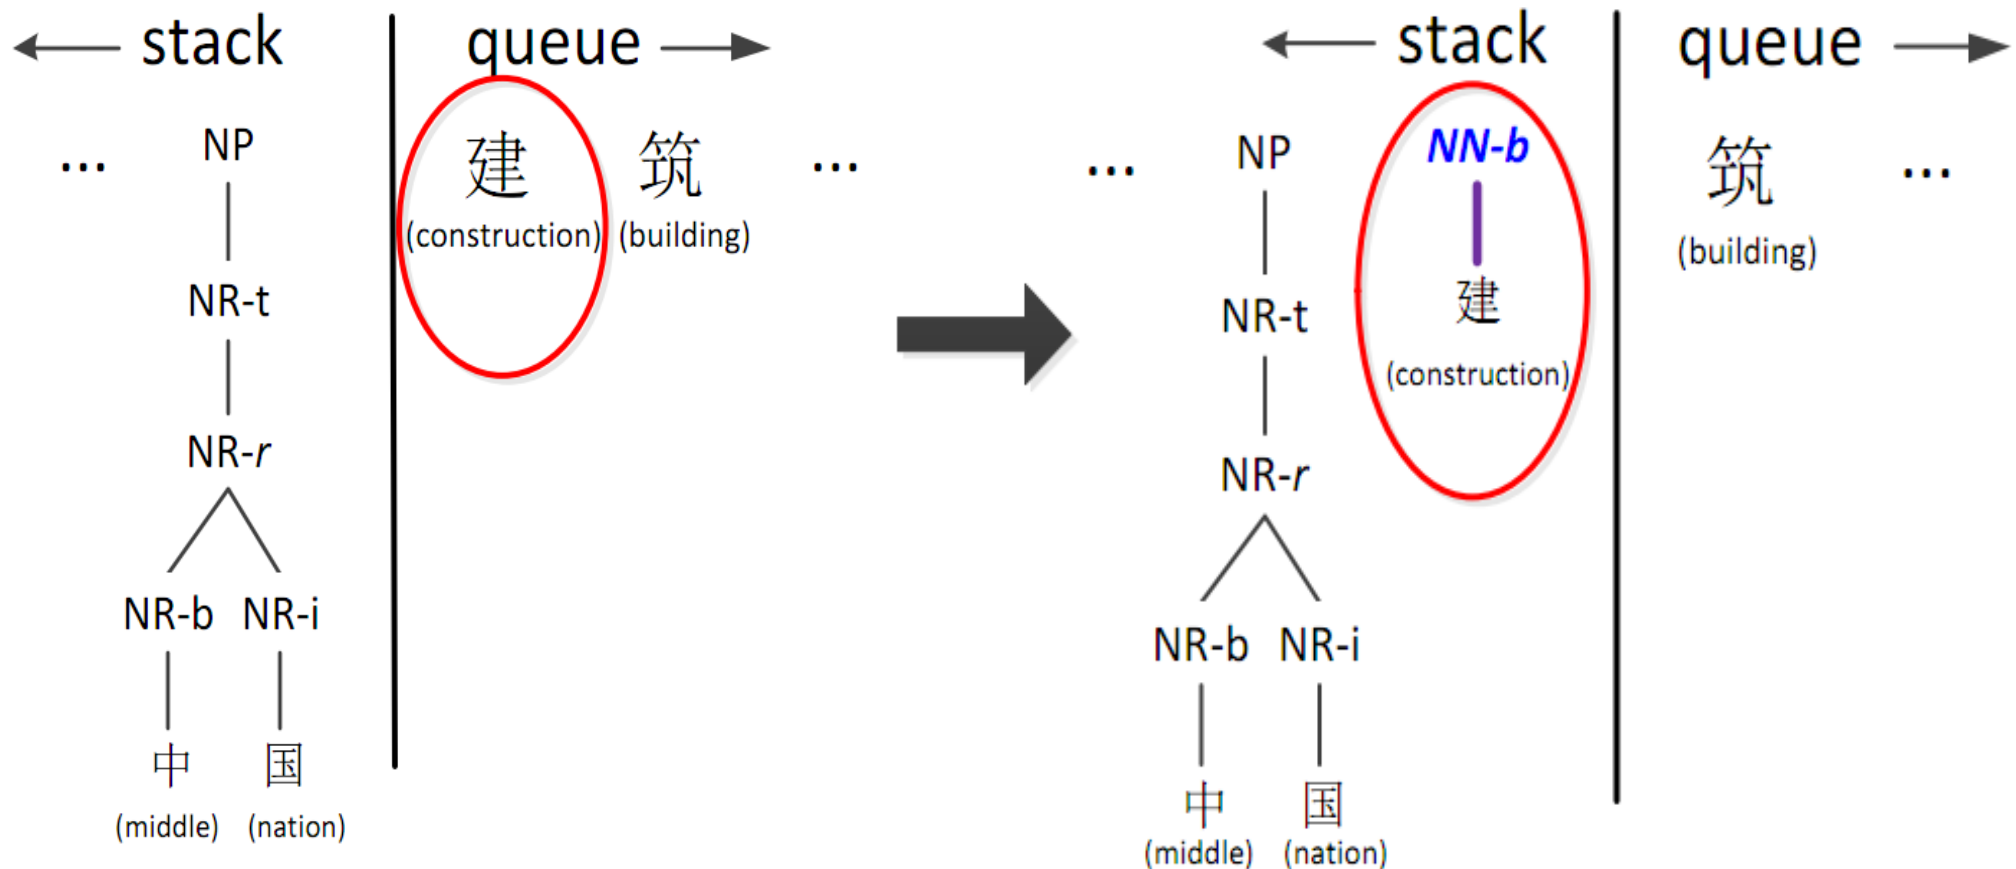 stack queue
... NP 建 筑 ...
(construction) (building)
NR-t
NR-r
NR-b NR-i
中 国
(middle) (nation)
stack queue
... NP NN-b 筑 ...
(building)
建
NR-t
(construction)
NR-r
NR-b NR-i
中 国
(middle) (nation)